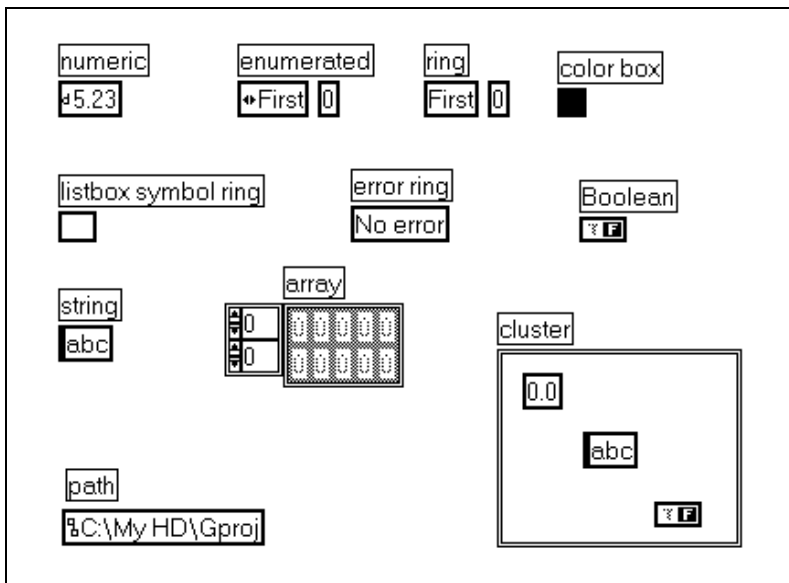 numeric
d5.23
enumerated
First 0
ring
First 0
color box
listbox symbol ring
error ring
No error
Boolean
T F
string
abc
array
0 0 0 0 0 0
0 0 0 0 0 0
cluster
0.0
abc
T F
path
C:\My HD\Gproj